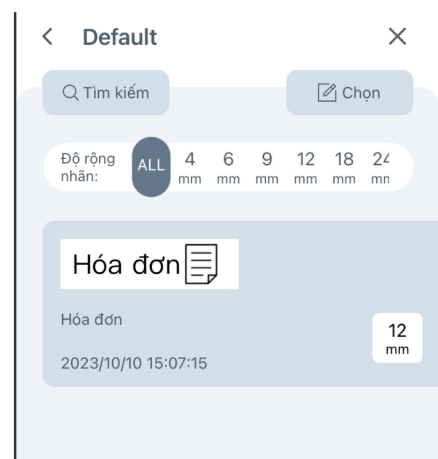 Default
Tìm kiếm
Chọn
Độ rộng nhãn:
ALL
4 mm
6 mm
9 mm
12 mm
18 mm
24
Hóa đơn
Hóa đơn
12 mm
2023/10/10 15:07:15